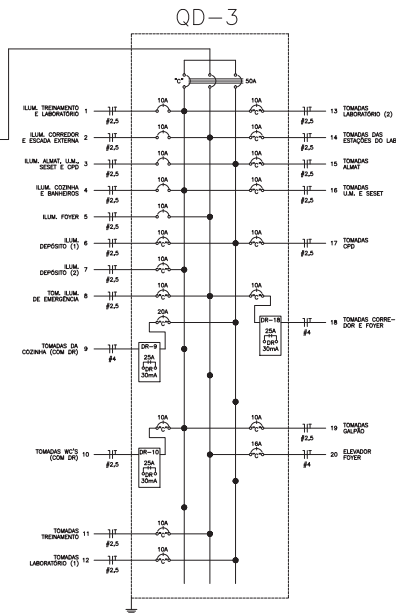 QD-3
"C"
50A
ILUM. TREINAMENTO
E LABORATÓRIO
1
#2,5
10A
10A
13
TOMADAS
LABORATÓRIO (2)
#2,5
ILUM. CORREDOR
E ESCADA EXTERNA
2
#2,5
10A
10A
14
TOMADAS DAS
ESTAÇÕES DO LAB
#2,5
ILUM. ALMAT, U.M.,
SESET E CPD
3
#2,5
10A
10A
15
TOMADAS
ALMAT
#2,5
ILUM. COZINHA
E BANHEIROS
4
#2,5
10A
10A
16
TOMADAS
U.M. E SESET
#2,5
ILUM. FOYER
5
#2,5
10A
ILUM.
DEPÓSITO (1)
6
#2,5
10A
10A
17
TOMADAS
CPD
#2,5
ILUM.
DEPÓSITO (2)
7
#2,5
10A
TOM. ILUM.
DE EMERGÊNCIA
8
#2,5
10A
10A
20A
DR-18
25A
DR
30mA
18
TOMADAS CORRE-
DOR E FOYER
#4
TOMADAS DA
COZINHA (COM DR)
9
#4
DR-9
25A
DR
30mA
10A
10A
19
TOMADAS
GALPÃO
#2,5
TOMADAS WC'S
(COM DR)
10
#2,5
DR-10
25A
DR
30mA
16A
20
ELEVADOR
FOYER
#4
TOMADAS
TREINAMENTO
11
#2,5
10A
TOMADAS
LABORATÓRIO (1)
12
#2,5
10A